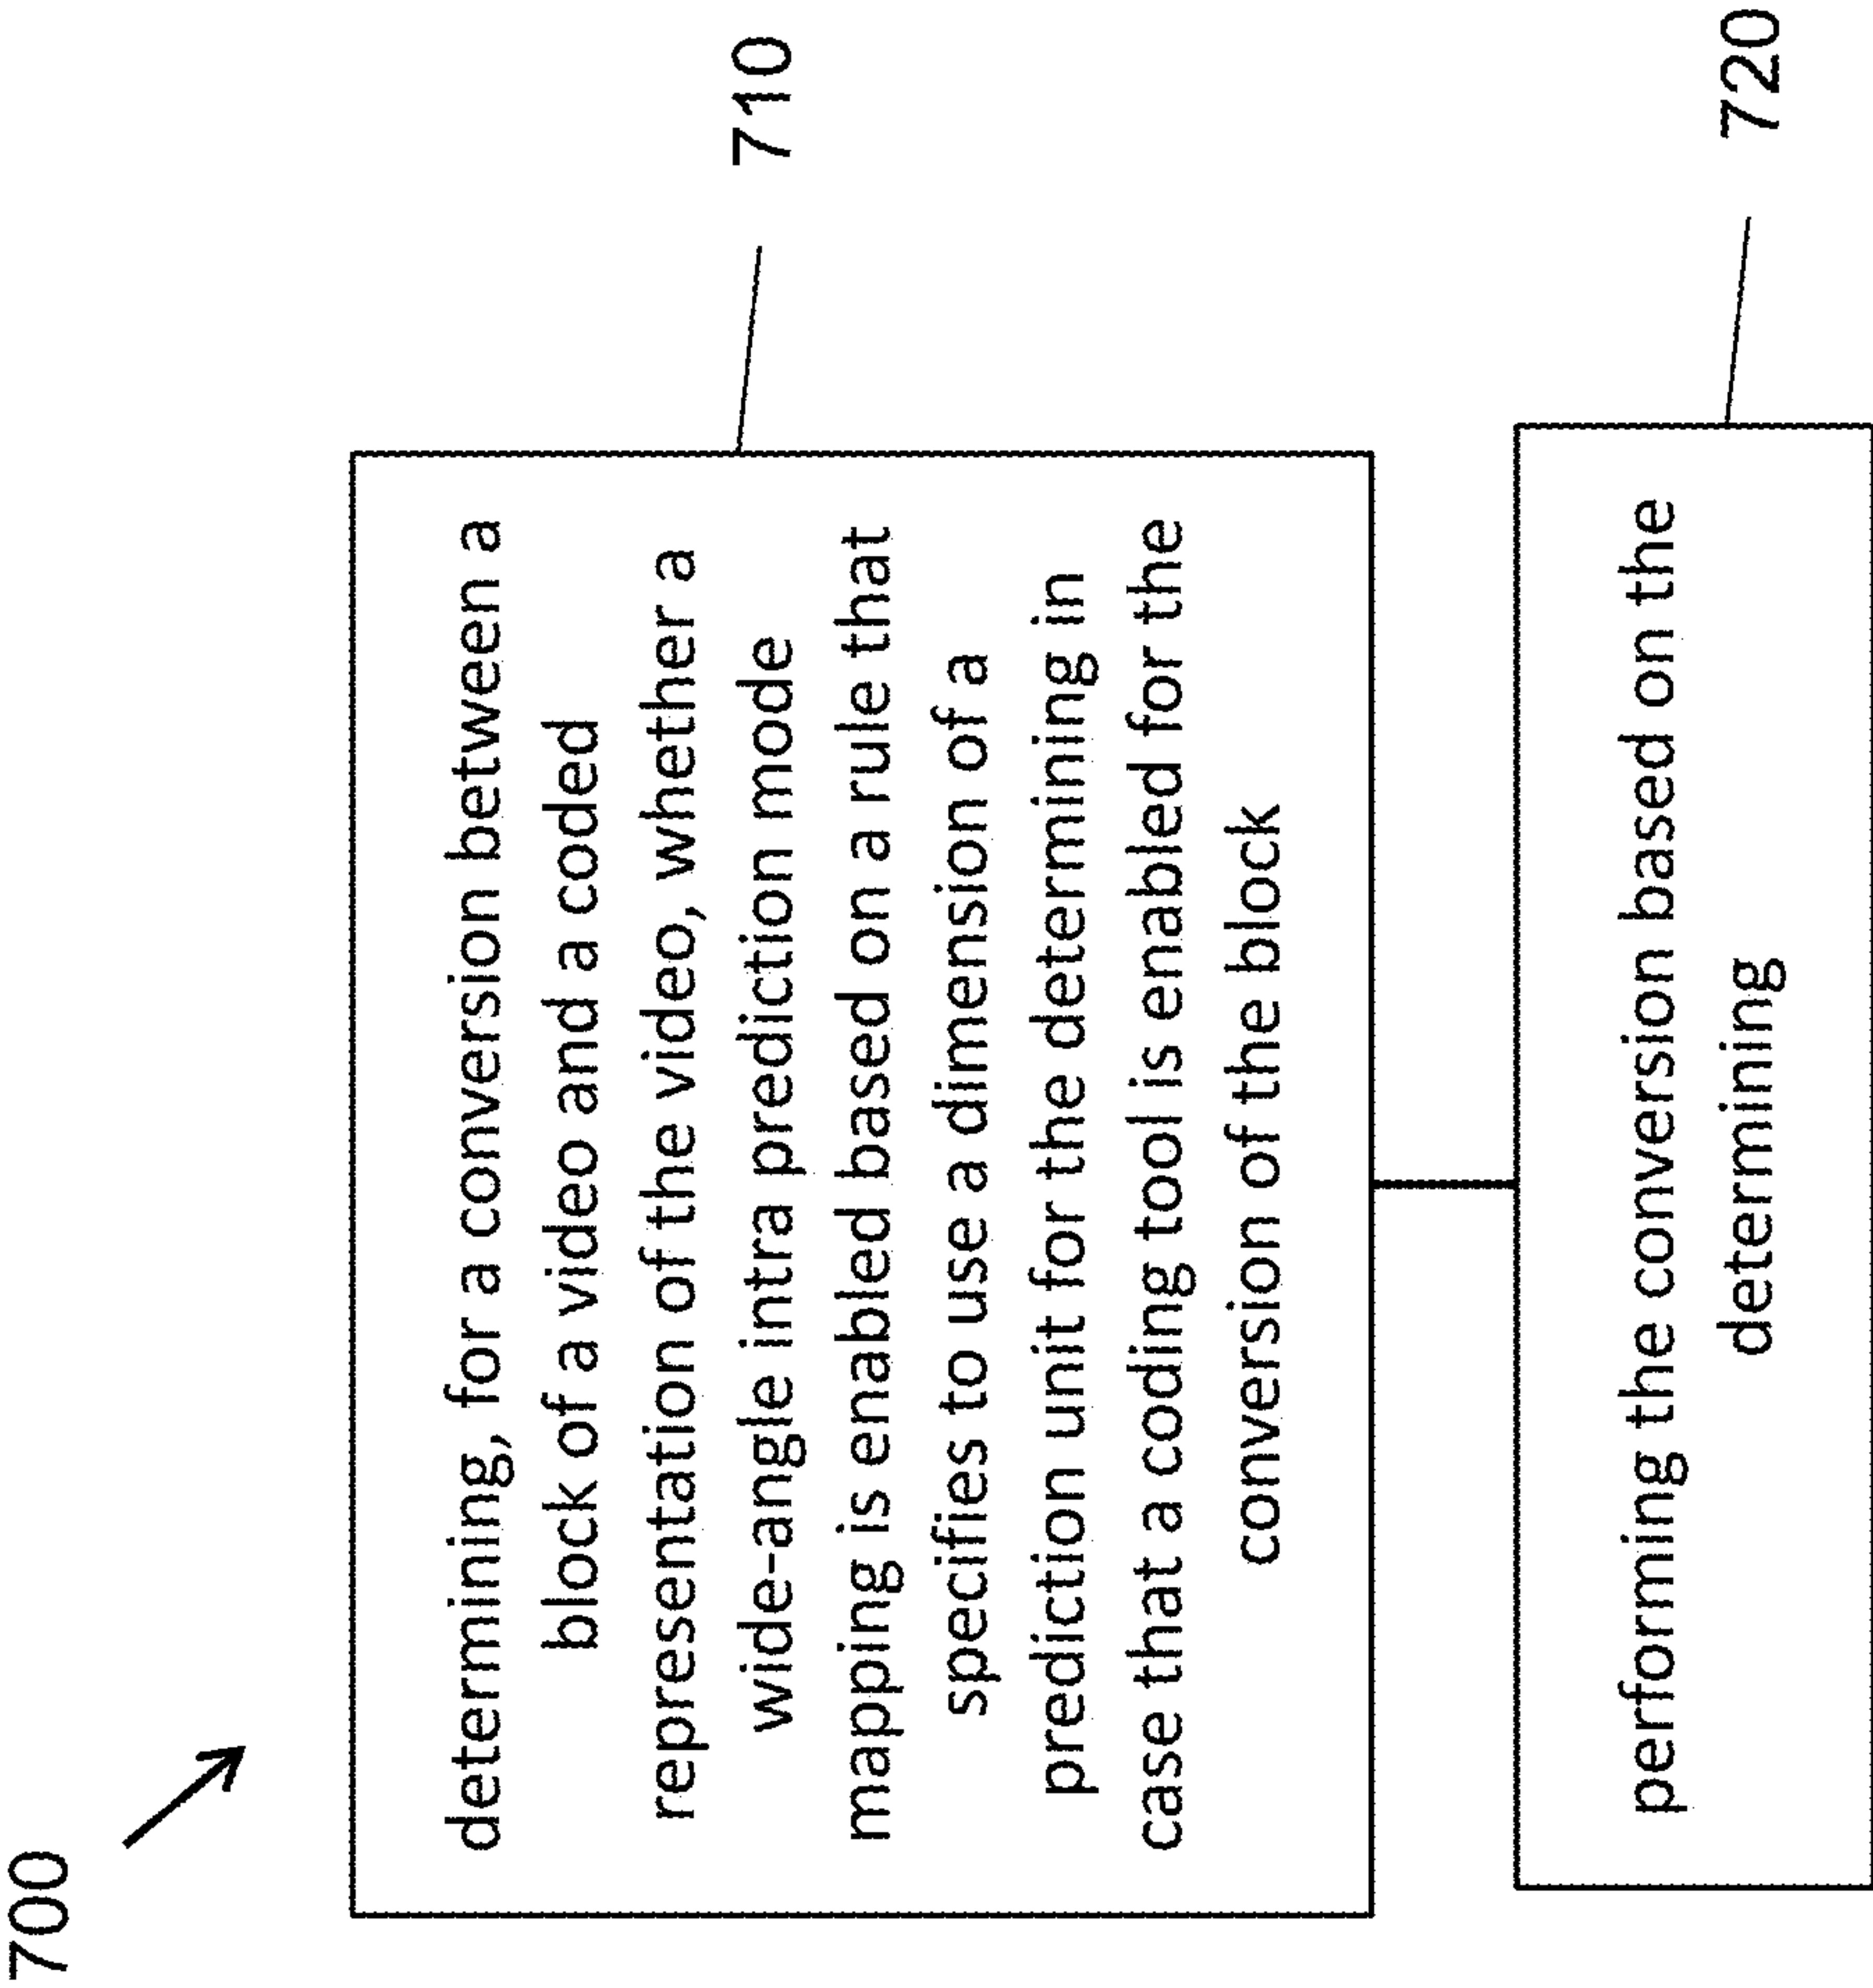 700
determining, for a conversion between a
block of a video and a coded
representation of the video, whether a
wide-angle intra prediction mode
mapping is enabled based on a rule that
specifies to use a dimension of a
prediction unit for the determining in
case that a coding tool is enabled for the
conversion of the block
710
performing the conversion based on the
determining
720